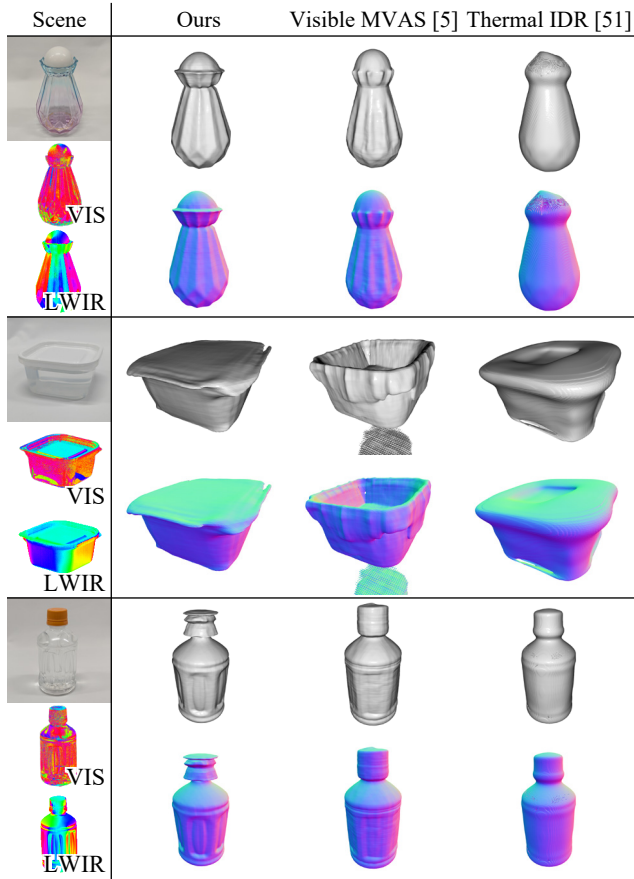 Scene Ours Visible MVAS [5] Thermal IDR [51]
VIS
LWIR
VIS
LWIR
VIS
LWIR